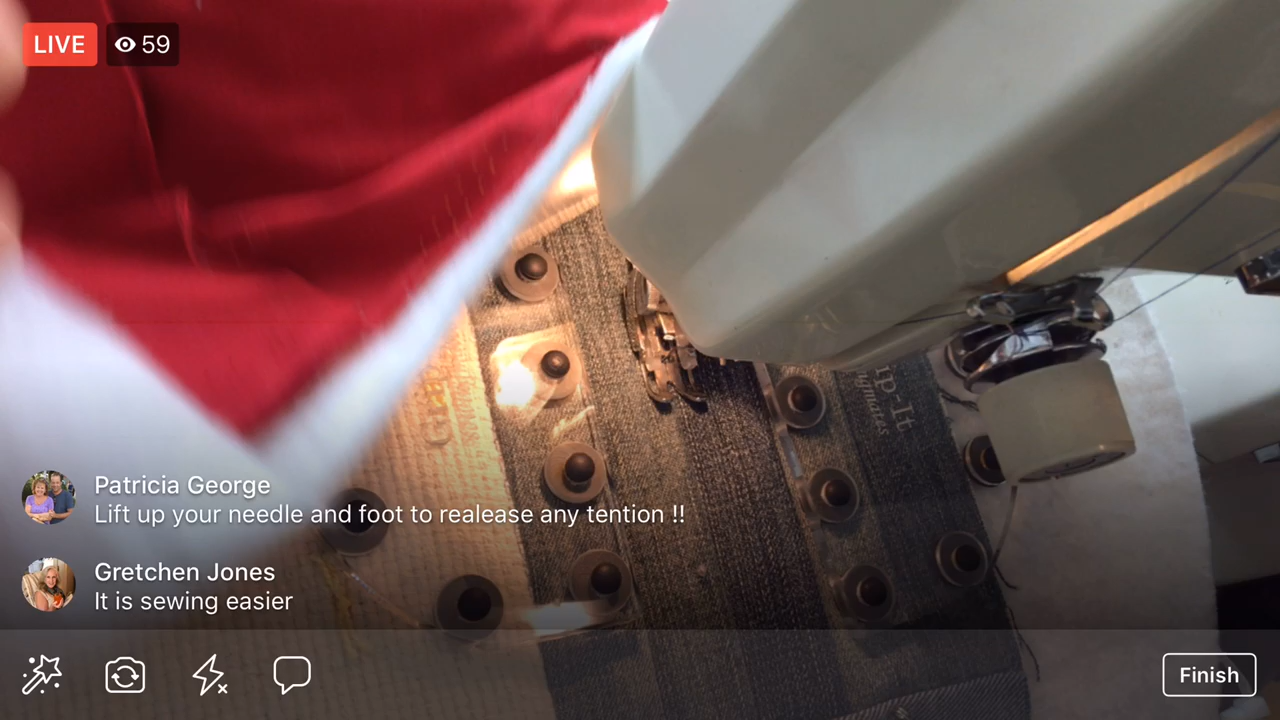 LIVE
59
Patricia George
Lift up your needle and foot to realease any tention !!
Gretchen Jones
It is sewing easier
Finish